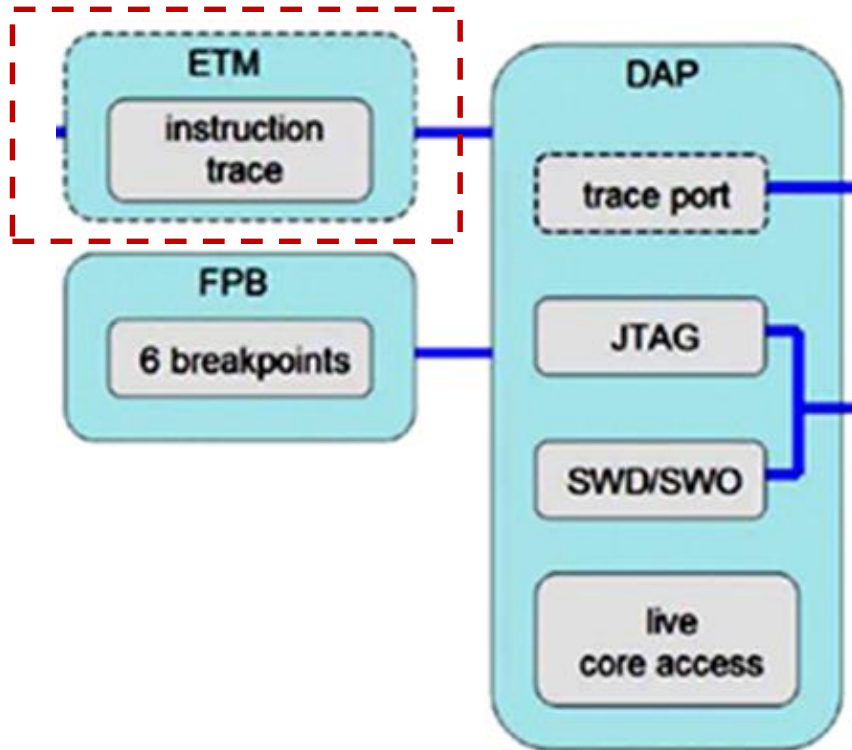 ETM
instruction
trace
FPB
6 breakpoints
DAP
trace port
JTAG
SWD/SWO
live
core access